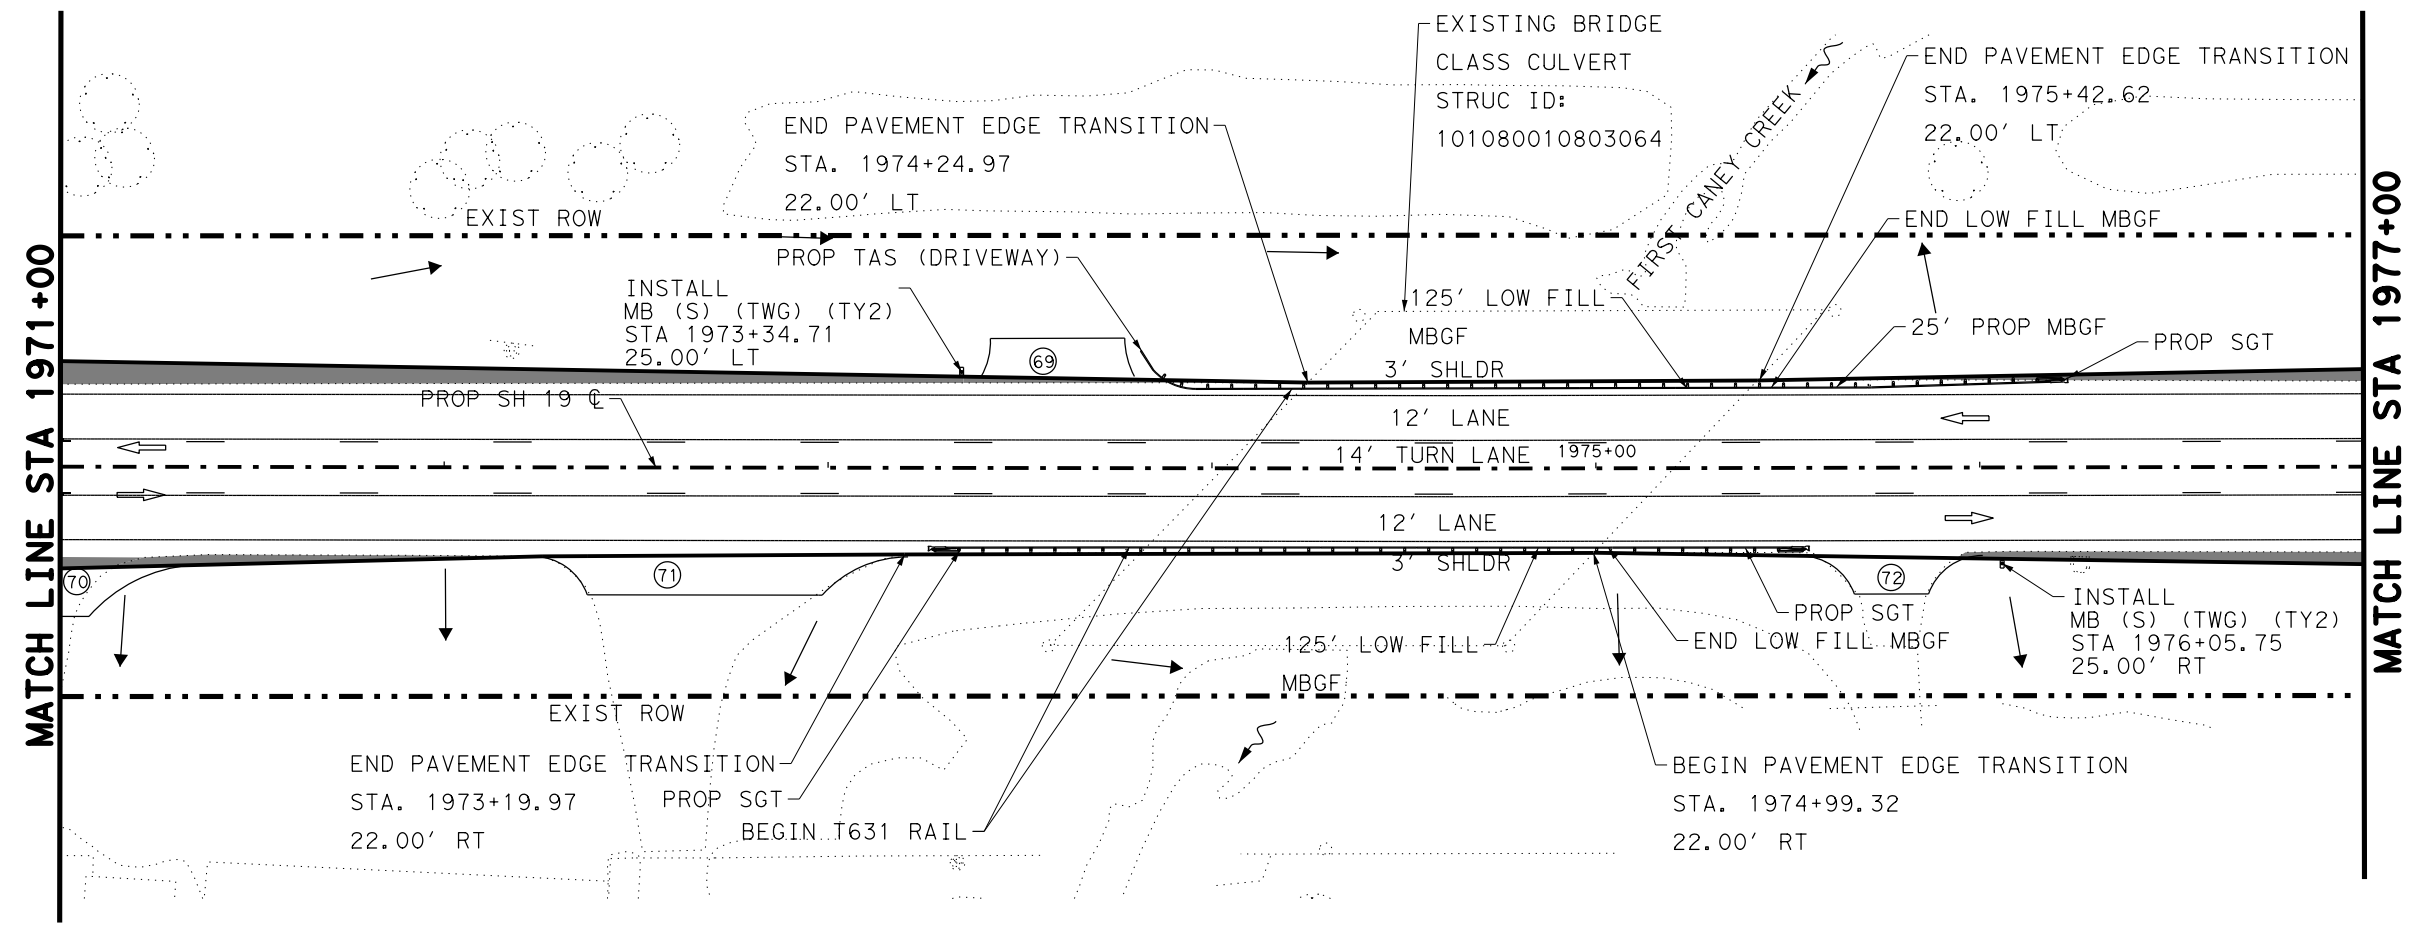 EXISTING BRIDGE
CLASS CULVERT
STRUC ID:
101080010803064
END PAVEMENT EDGE TRANSITION
STA. 1975+42.62
22.00' LT
END PAVEMENT EDGE TRANSITION
STA. 1974+24.97
22.00' LT
FIRST CANEY CREEK
EXIST ROW
END LOW FILL MBGF
PROP TAS (DRIVEWAY)
INSTALL
MB (S) (TWG) (TY2)
STA 1973+34.71
25.00' LT
125' LOW FILL
MBGF
25' PROP MBGF
PROP SGT
69
3' SHLDR
PROP SH 19 ℄
12' LANE
14' TURN LANE
1975+00
12' LANE
3' SHLDR
MATCH LINE STA 1971+00
MATCH LINE STA 1977+00
70
71
72
PROP SGT
INSTALL
MB (S) (TWG) (TY2)
STA 1976+05.75
25.00' RT
125' LOW FILL
MBGF
END LOW FILL MBGF
EXIST ROW
END PAVEMENT EDGE TRANSITION
STA. 1973+19.97
22.00' RT
PROP SGT
BEGIN T631 RAIL
BEGIN PAVEMENT EDGE TRANSITION
STA. 1974+99.32
22.00' RT